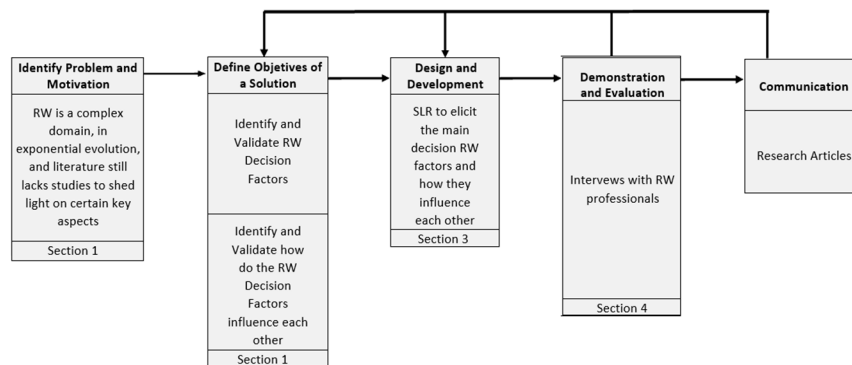 Identify Problem and
Motivation
RW is a complex
domain, in
exponential evolution,
and literature still
lacks studies to shed
light on certain key
aspects
Section 1
Define Objetives of
a Solution
Identify and
Validate RW
Decision
Factors
Identify and
Validate how
do the RW
Decision
Factors
influence each
other
Section 1
Design and
Development
SLR to elicit
the main
decision RW
factors and
how they
influence
each other
Section 3
Demonstration
and Evaluation
Intervews with RW
professionals
Section 4
Communication
Research Articles